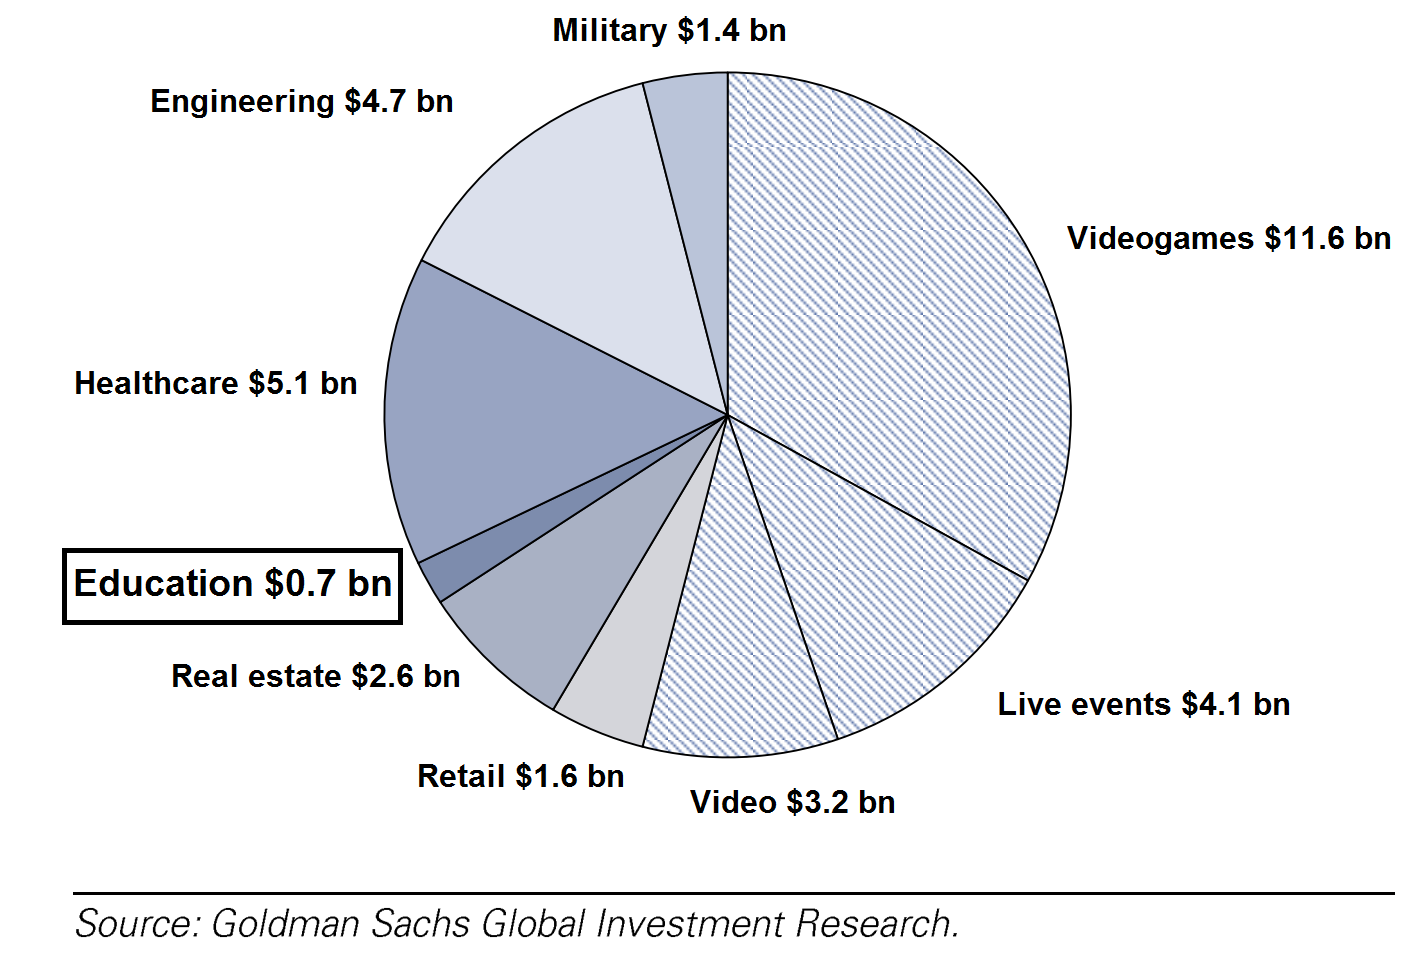 Military $1.4 bn
Engineering $4.7 bn
Videogames $11.6 bn
Healthcare $5.1 bn
Education $0.7 bn
Real estate $2.6 bn
Live events $4.1 bn
Retail $1.6 bn
Video $3.2 bn
Source: Goldman Sachs Global Investment Research.